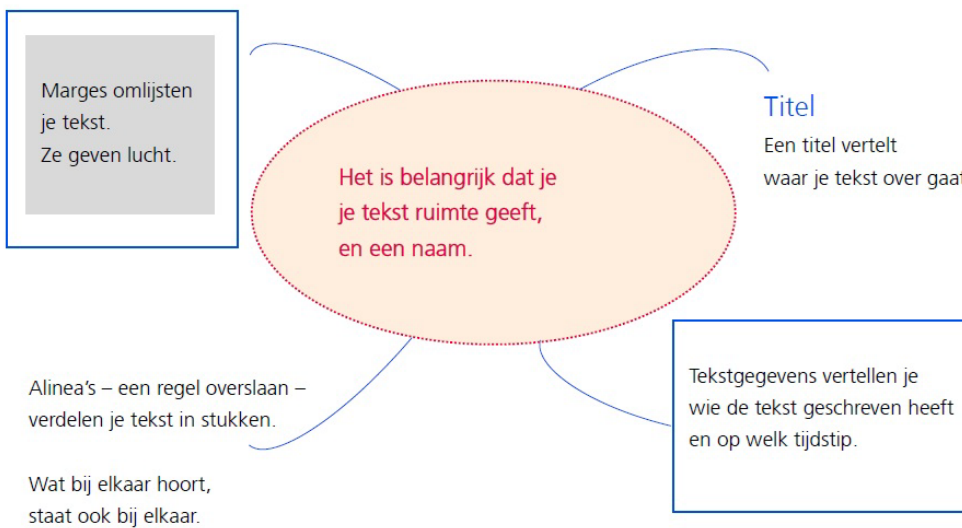 Marges omlijsten
je tekst.
Ze geven lucht.
Titel
Een titel vertelt
waar je tekst over gaat
Het is belangrijk dat je
je tekst ruimte geeft,
en een naam.
Alinea's – een regel overslaan –
verdelen je tekst in stukken.
Wat bij elkaar hoort,
staat ook bij elkaar.
Tekstgegevens vertellen je
wie de tekst geschreven heeft
en op welk tijdstip.